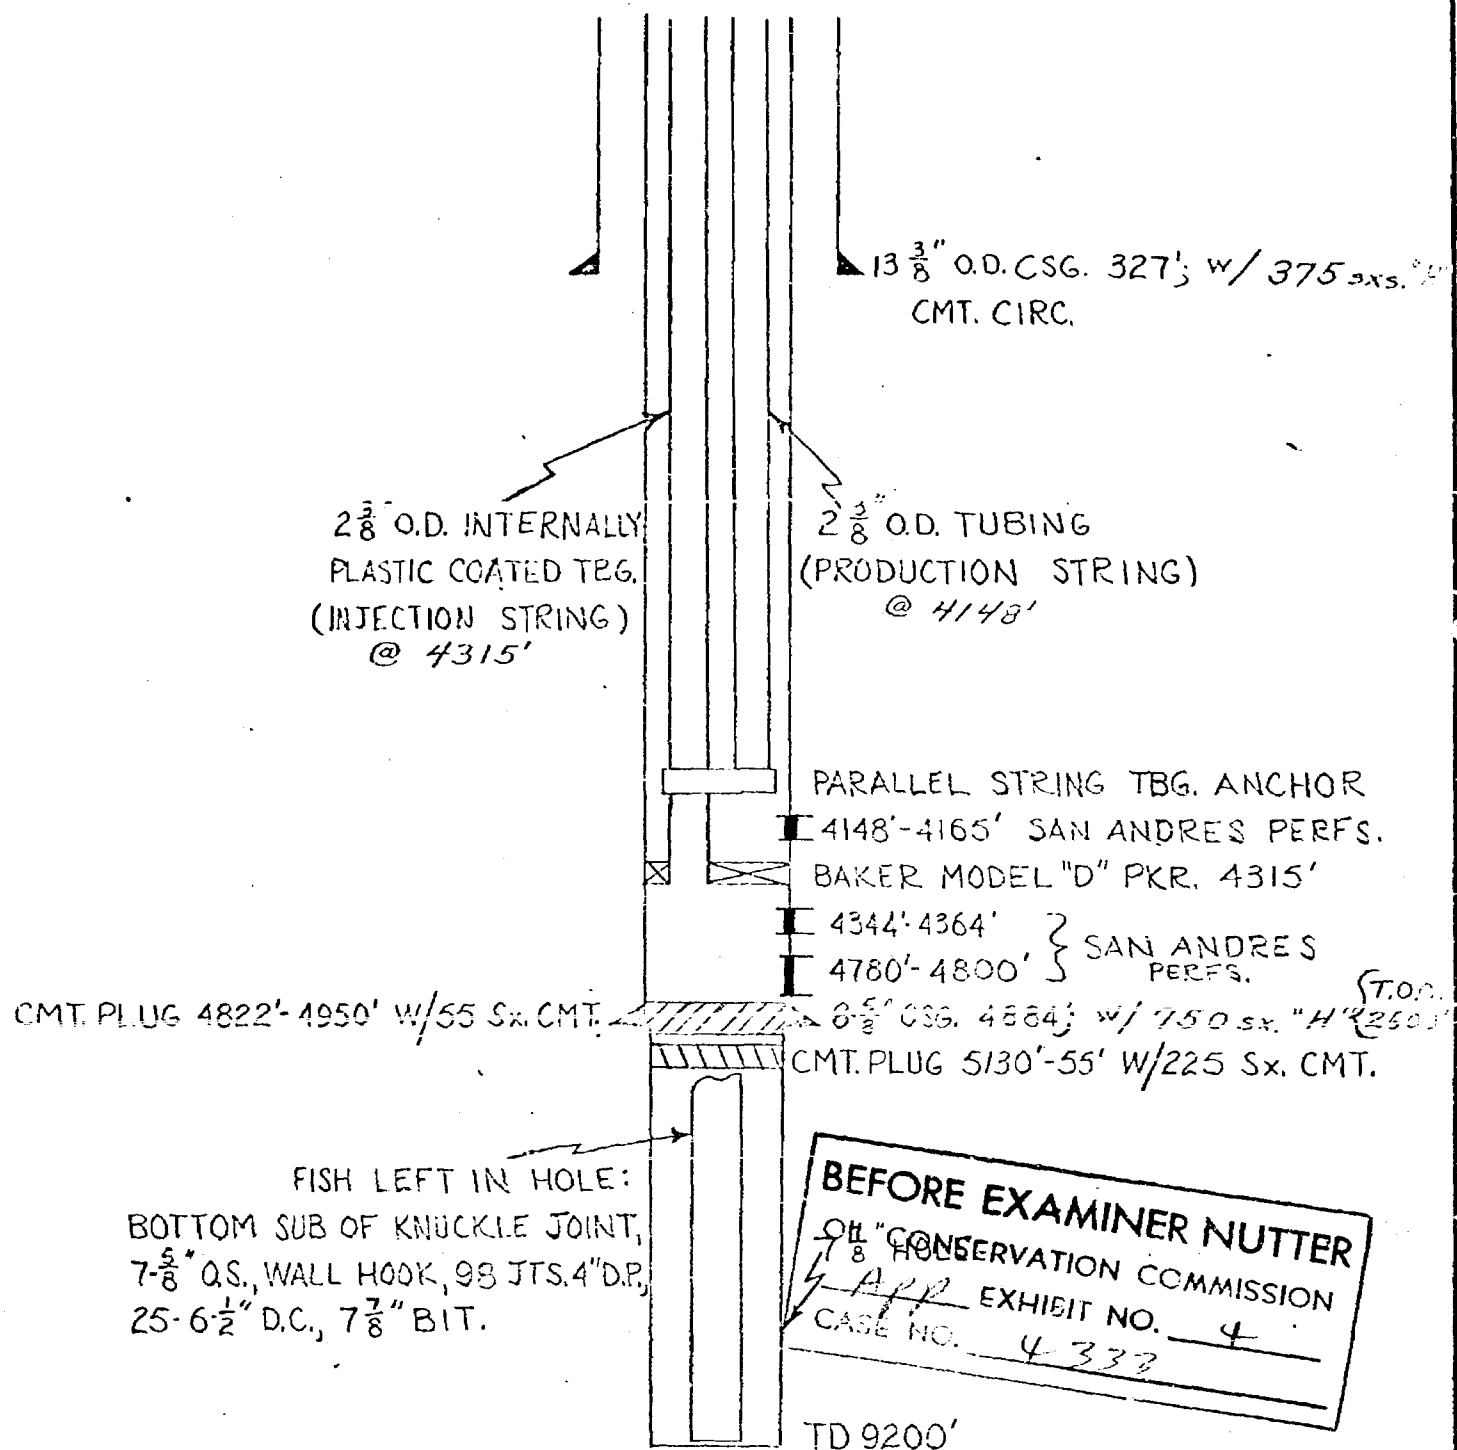 13 3/8" O.D. CSG. 327'; w/ 375 sxs. "H"
CMT. CIRC.
2 3/8" O.D. INTERNALLY
PLASTIC COATED TBG.
(INJECTION STRING)
@ 4315'
2 3/8" O.D. TUBING
(PRODUCTION STRING)
@ 4148'
PARALLEL STRING TBG. ANCHOR
4148'-4165' SAN ANDRES PERFS.
BAKER MODEL "D" PKR. 4315'
4344'-4364'
4780'-4800'
SAN ANDRES
PERFS.
CMT. PLUG 4822'-4950' W/55 Sx. CMT.
8-5/8" CSG. 4884'; w/ 750 sx. "H"
T.O.C.
CMT. PLUG 5130'-55' W/225 Sx. CMT.
FISH LEFT IN HOLE:
BOTTOM SUB OF KNUCKLE JOINT,
7-5/8" O.S., WALL HOOK, 98 JTS. 4" D.P.,
25-6-1/2" D.C., 7 7/8" BIT.
BEFORE EXAMINER NUTTER
OIL CONSERVATION COMMISSION
7 7/8" HOLE
App EXHIBIT NO. 4
CASE NO. 4333
TD 9200'